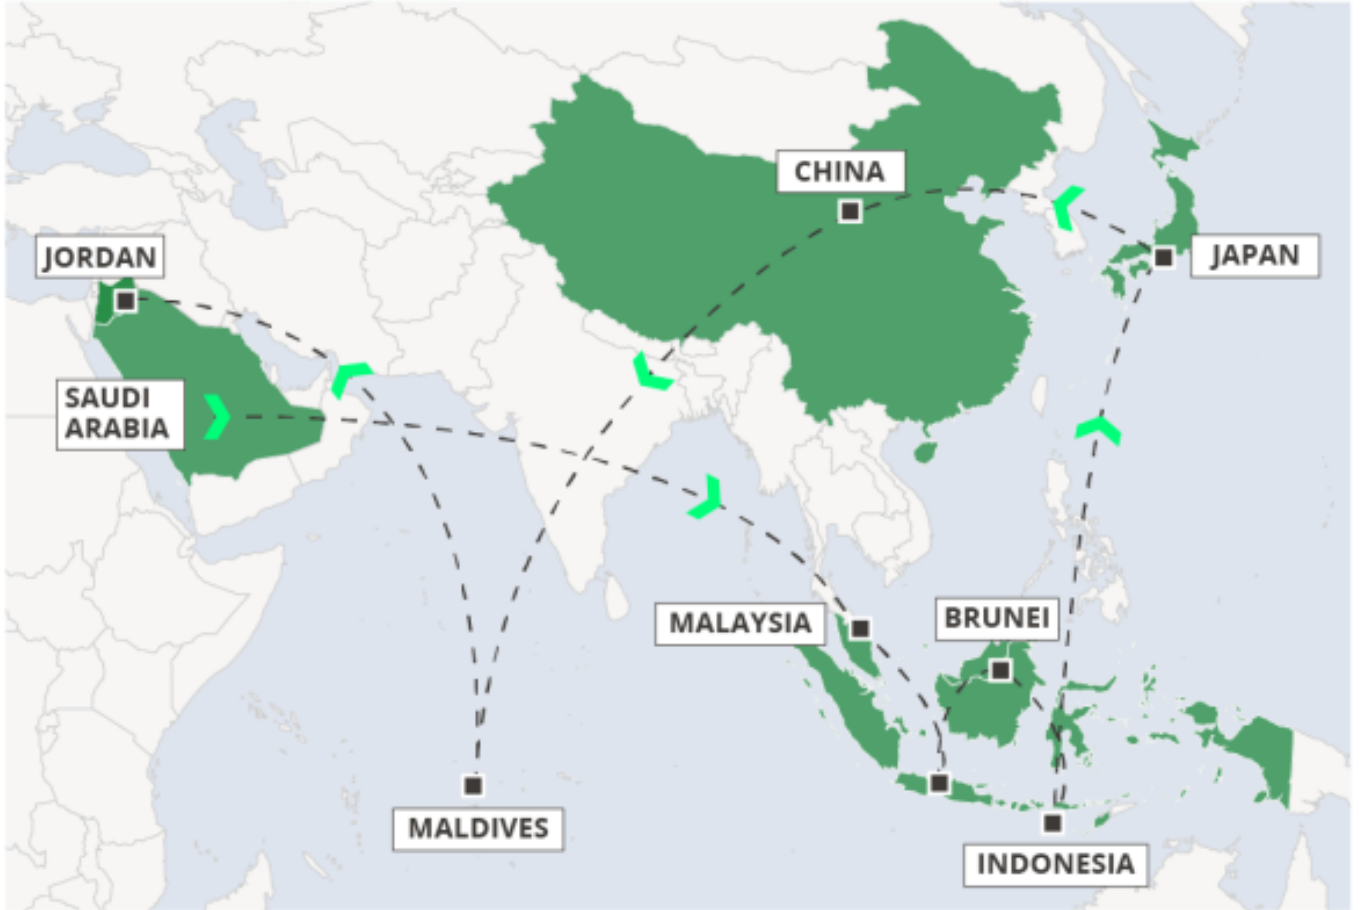 CHINA
JORDAN
JAPAN
SAUDI
ARABIA
MALAYSIA
BRUNEI
MALDIVES
INDONESIA